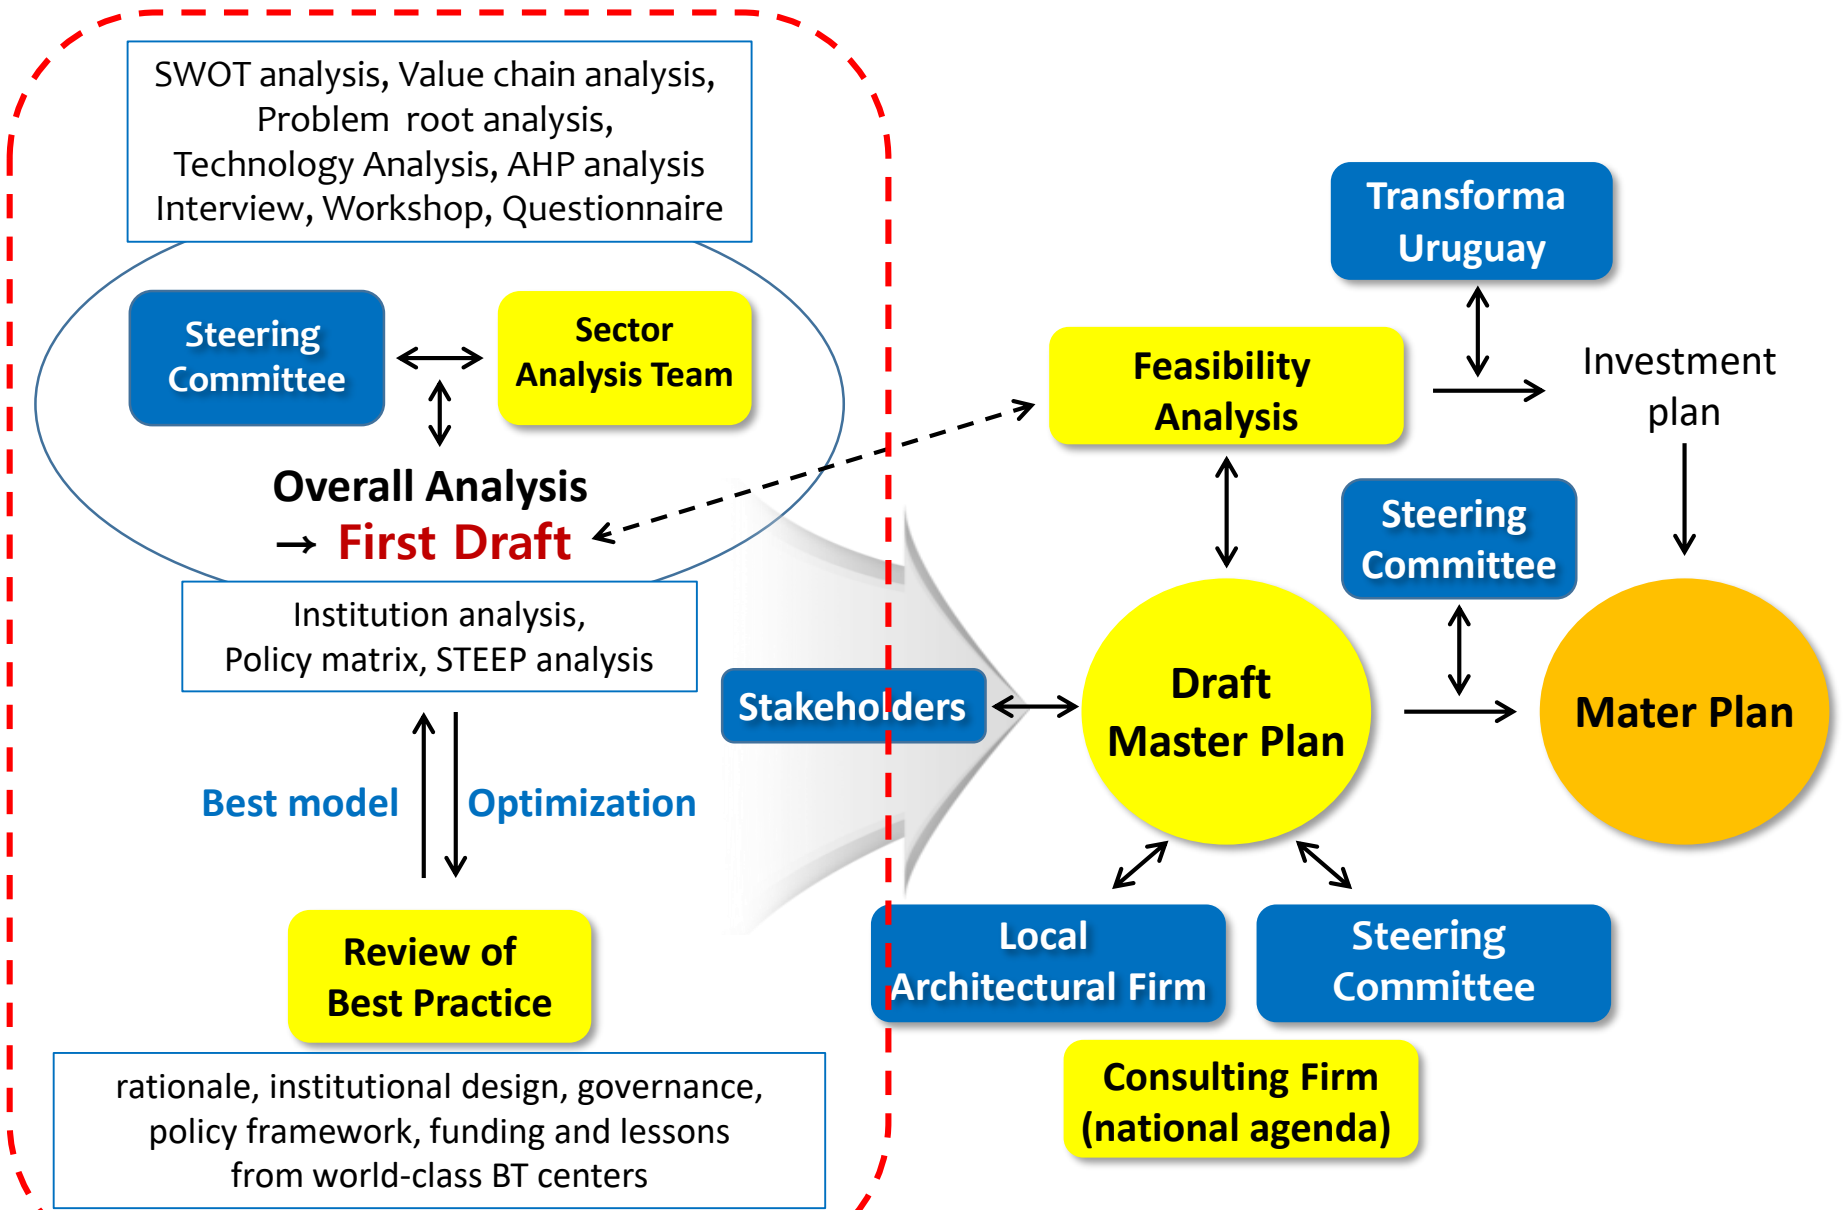 SWOT analysis, Value chain analysis,
Problem root analysis,
Technology Analysis, AHP analysis
Interview, Workshop, Questionnaire
Steering
Committee
Sector
Analysis Team
Overall Analysis
→ First Draft
Institution analysis,
Policy matrix, STEEP analysis
Best model
Optimization
Review of
Best Practice
rationale, institutional design, governance,
policy framework, funding and lessons
from world-class BT centers
Stakeholders
Transforma
Uruguay
Feasibility
Analysis
Investment
plan
Steering
Committee
Draft
Master Plan
Mater Plan
Local
Architectural Firm
Steering
Committee
Consulting Firm
(national agenda)